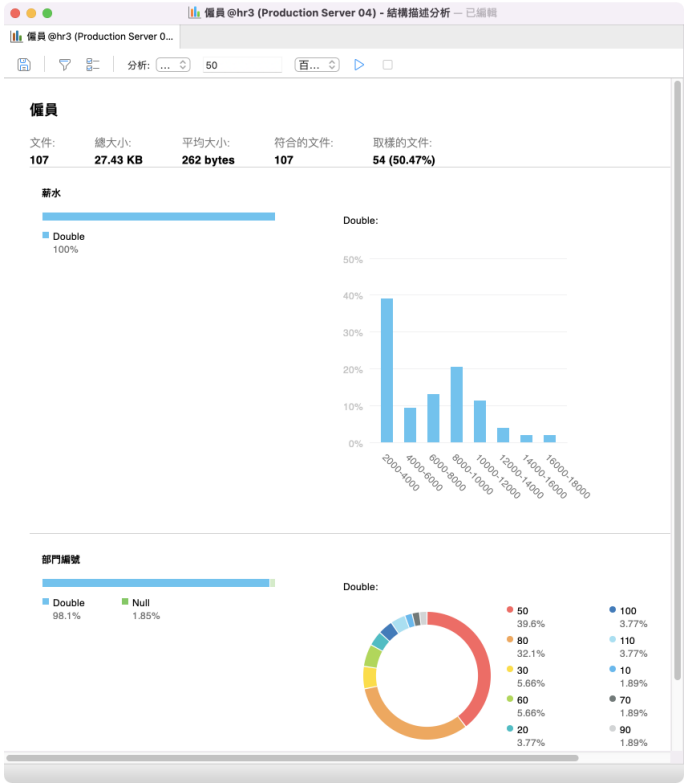 僱員 @hr3 (Production Server 04) - 結構描述分析 — 已編輯
僱員 @hr3 (Production Server 0...
分析: ... 50 百...
僱員
文件: 總大小: 平均大小: 符合的文件: 取樣的文件:
107 27.43 KB 262 bytes 107 54 (50.47%)
薪水
Double
100%
Double:
50%
40%
30%
20%
10%
0%
2000-4000 4000-6000 6000-8000 8000-10000 10000-12000 12000-14000 14000-16000 16000-18000
部門編號
Double Null
98.1% 1.85%
Double:
50 100
39.6% 3.77%
80 110
32.1% 3.77%
30 10
5.66% 1.89%
60 70
5.66% 1.89%
20 90
3.77% 1.89%